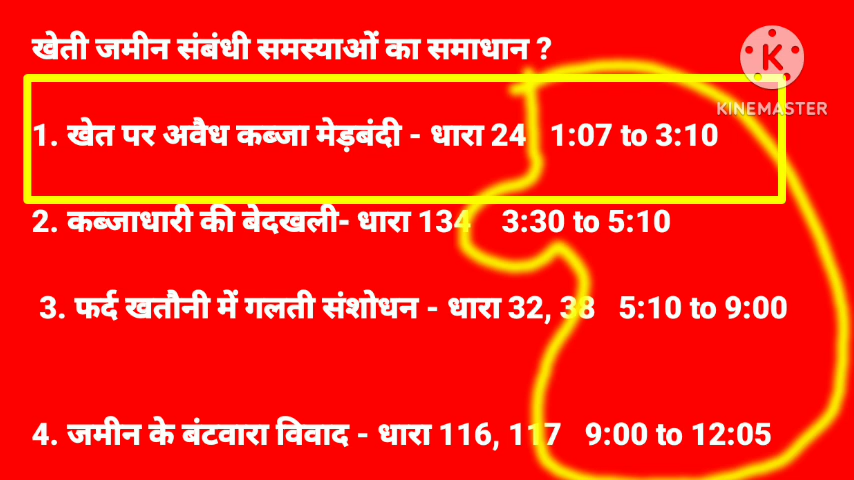 खेती जमीन संबंधी समस्याओं का समाधान ?
K
KINEMASTER
1. खेत पर अवैध कब्जा मेड़बंदी - धारा 24 1:07 to 3:10
2. कब्जाधारी की बेदखली- धारा 134 3:30 to 5:10
3. फर्द खतौनी में गलती संशोधन - धारा 32, 38 5:10 to 9:00
4. जमीन के बंटवारा विवाद - धारा 116, 117 9:00 to 12:05